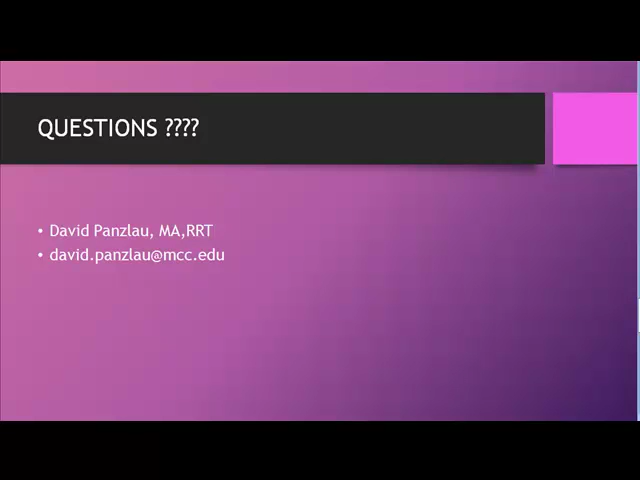 QUESTIONS ????
• David Panzlau, MA,RRT
• david.panzlau@mcc.edu